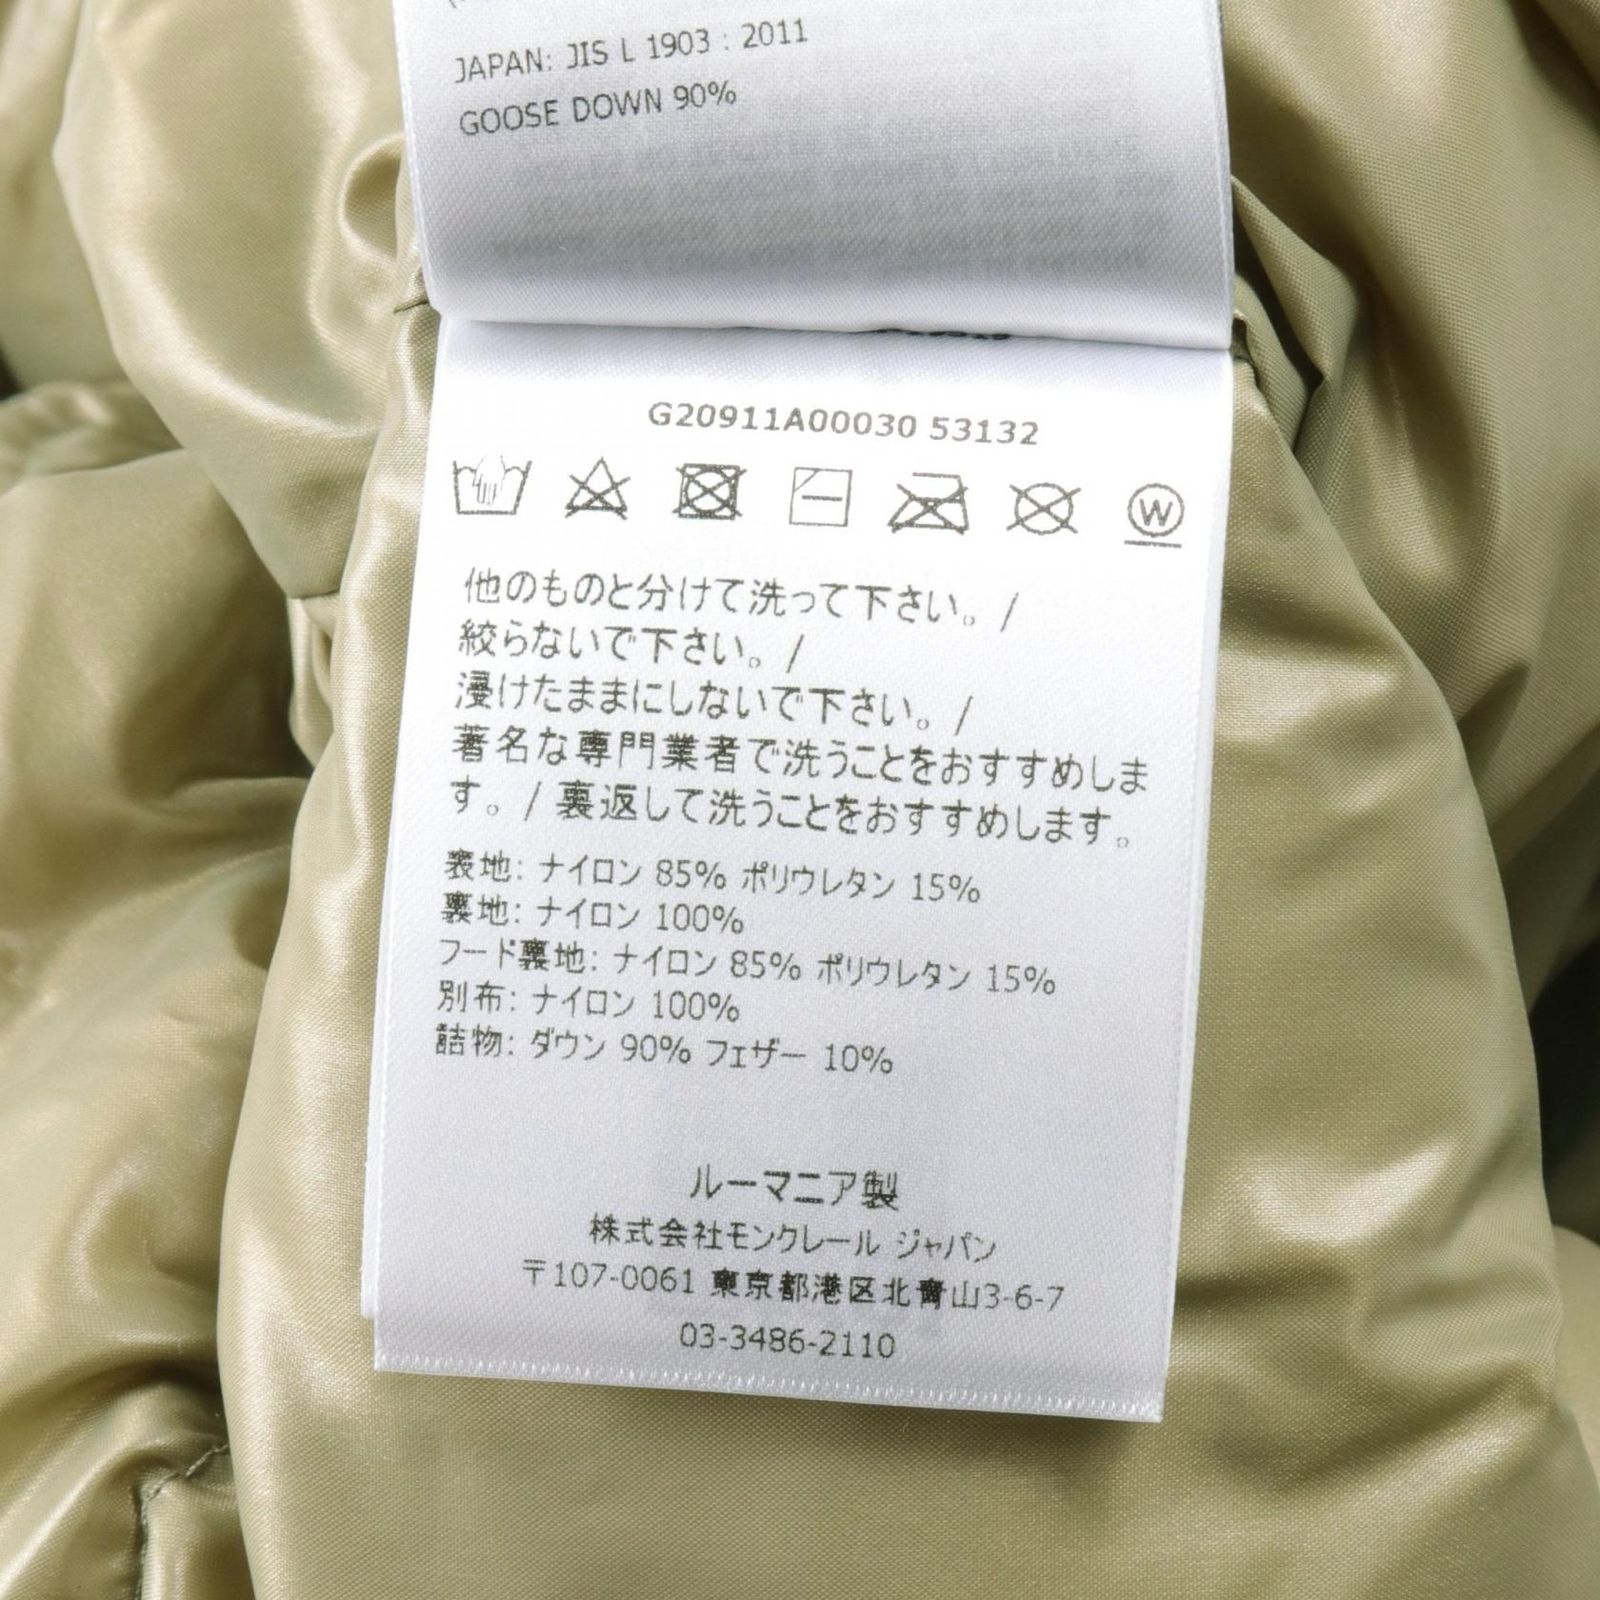 JAPAN: JIS L 1903 : 2011
GOOSE DOWN 90%
G20911A00030 53132
W
他のものと分けて洗って下さい。/
絞らないで下さい。/
浸けたままにしないで下さい。/
著名な専門業者で洗うことをおすすめしま
す。/ 裏返して洗うことをおすすめします。
表地: ナイロン 85% ポリウレタン 15%
裏地: ナイロン 100%
フード裏地: ナイロン 85% ポリウレタン 15%
別布: ナイロン 100%
詰物: ダウン 90% フェザー 10%
ルーマニア製
株式会社モンクレール ジャパン
〒107-0061 東京都港区北青山3-6-7
03-3486-2110